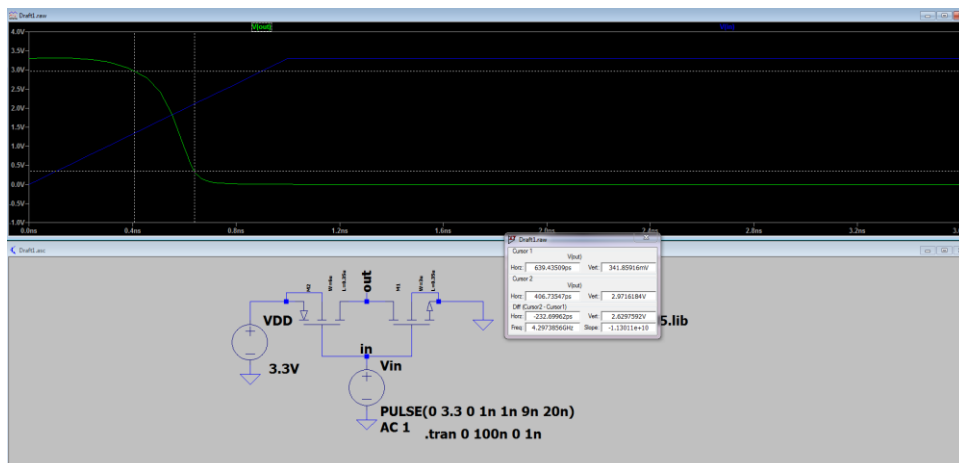 Draft1.raw
V(out)
V(in)
4.0V
3.5V
3.0V
2.5V
2.0V
1.5V
1.0V
0.5V
0.0V
-0.5V
-1.0V
0.0ns 0.4ns 0.8ns 1.2ns 1.6ns 2.0ns 2.4ns 2.8ns 3.2ns
Draft1.asc
Draft1.raw
Cursor 1
V(out)
Horz: 639.43509ps Vert: 341.85916mV
Cursor 2
V(out)
Horz: 406.73547ps Vert: 2.9716184V
Diff (Cursor2 - Cursor1)
Horz: -232.69962ps Vert: 2.6297592V
Freq: 4.2973856GHz Slope: -1.13011e+10
M2
out
M1
VDD
5.lib
in
3.3V
Vin
PULSE(0 3.3 0 1n 1n 9n 20n)
AC 1
.tran 0 100n 0 1n